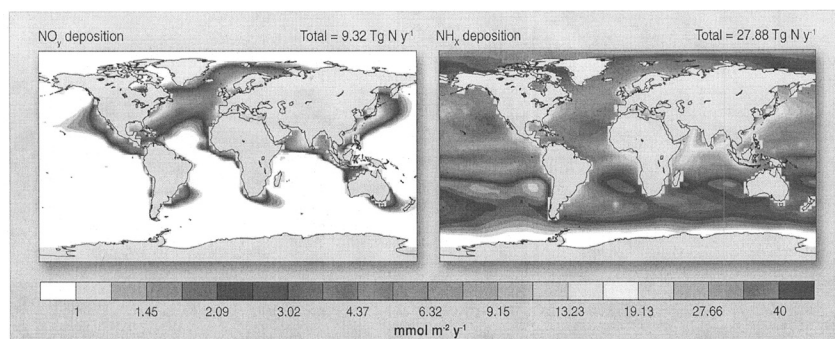 NOy deposition Total = 9.32 Tg N y⁻¹
NHx deposition Total = 27.88 Tg N y⁻¹
1 1.45 2.09 3.02 4.37 6.32 9.15 13.23 19.13 27.66 40
mmol m⁻² y⁻¹